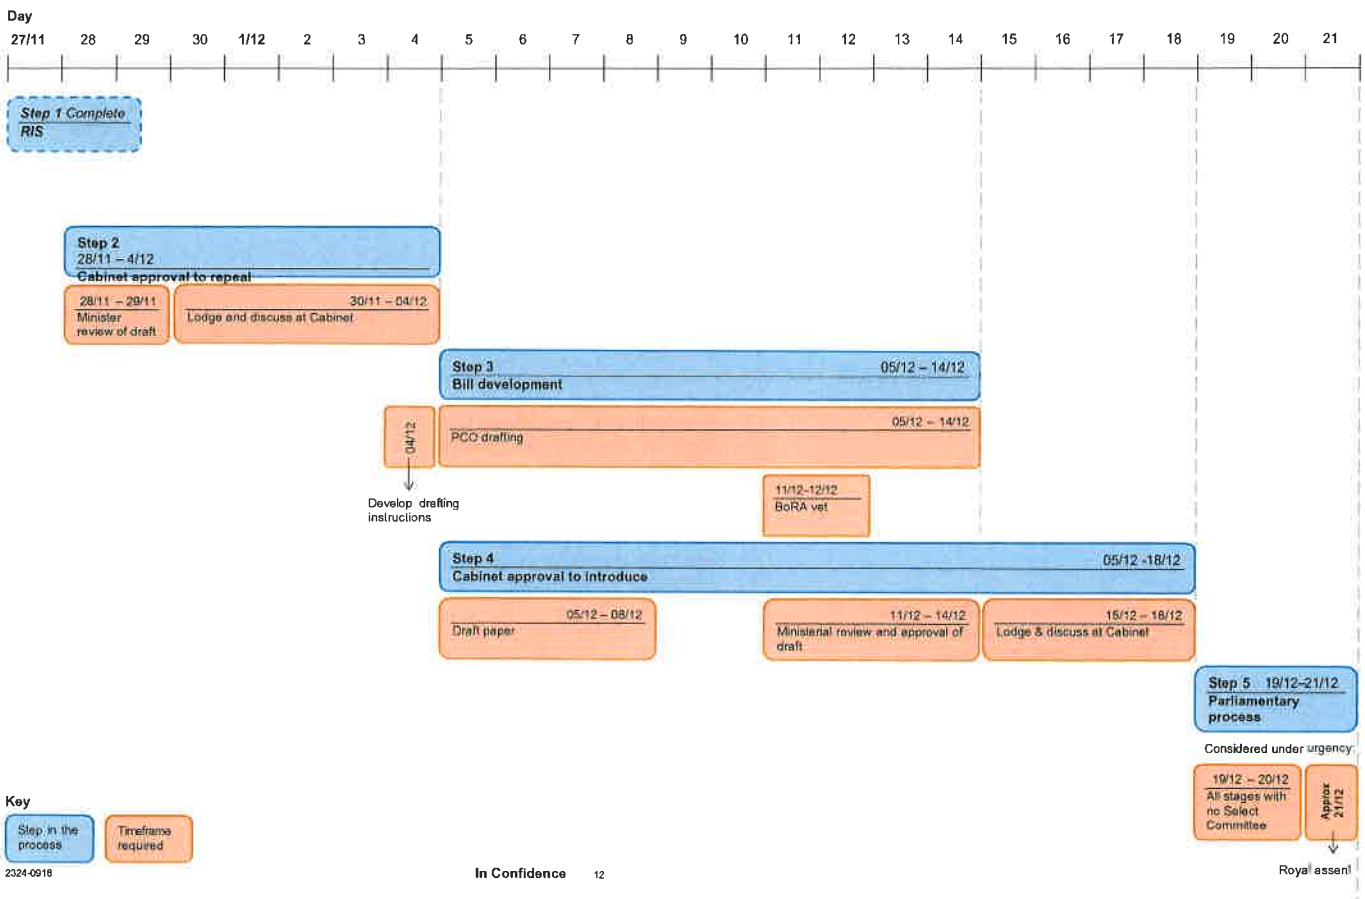 Day
27/11 28 29 30 1/12 2 3 4 5 6 7 8 9 10 11 12 13 14 15 16 17 18 19 20 21
Step 1 Complete
RIS
Step 2
28/11 – 4/12
Cabinet approval to repeal
28/11 – 29/11
Minister
review of draft
30/11 – 04/12
Lodge and discuss at Cabinet
Step 3 05/12 – 14/12
Bill development
04/12
Develop drafting
instructions
05/12 – 14/12
PCO drafting
11/12–12/12
BoRA vet
Step 4 05/12 -18/12
Cabinet approval to introduce
05/12 – 08/12
Draft paper
11/12 – 14/12
Ministerial review and approval of
draft
15/12 – 18/12
Lodge & discuss at Cabinet
Step 5 19/12–21/12
Parliamentary
process
Considered under urgency
19/12 – 20/12
All stages with
no Select
Committee
Approx
21/12
Royal assent
Key
Step in the
process
Timeframe
required
2324-0918
In Confidence 12